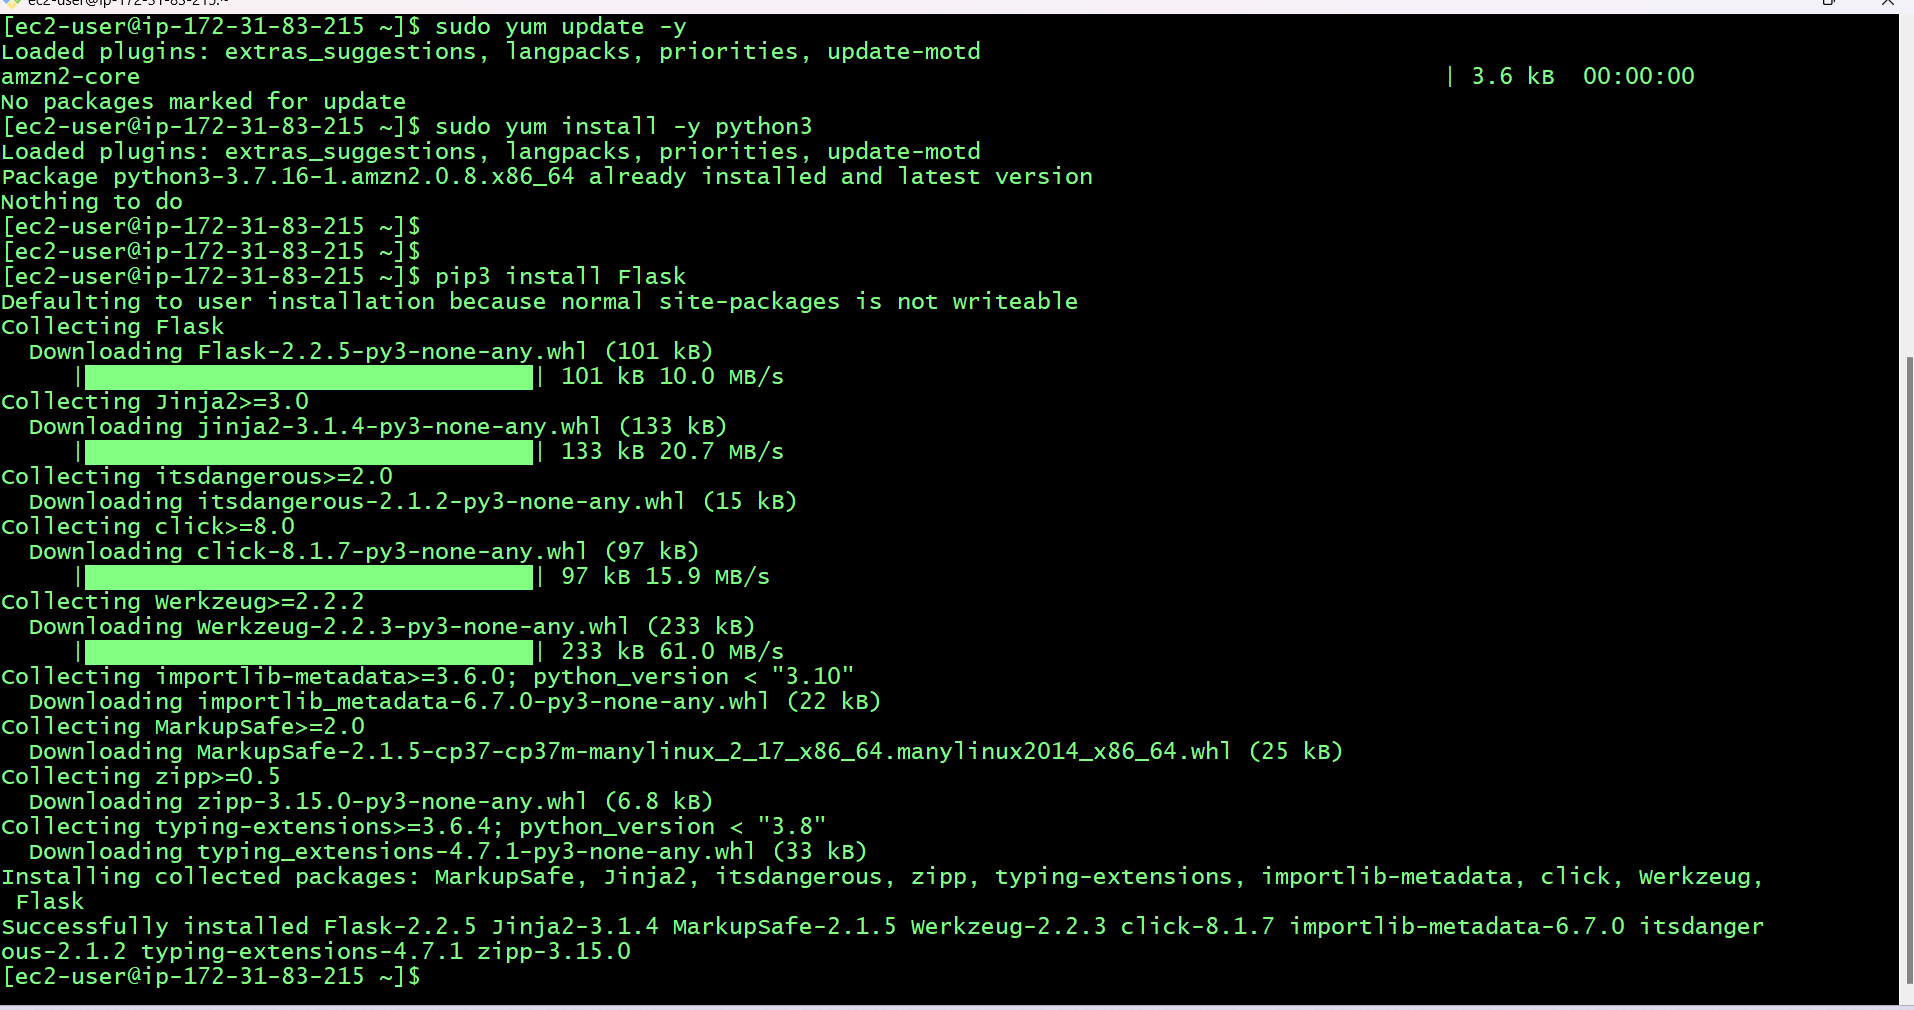 [ec2-user@ip-172-31-83-215 ~]$ sudo yum update -y
Loaded plugins: extras_suggestions, langpacks, priorities, update-motd
amzn2-core | 3.6 kB 00:00:00
No packages marked for update
[ec2-user@ip-172-31-83-215 ~]$ sudo yum install -y python3
Loaded plugins: extras_suggestions, langpacks, priorities, update-motd
Package python3-3.7.16-1.amzn2.0.8.x86_64 already installed and latest version
Nothing to do
[ec2-user@ip-172-31-83-215 ~]$
[ec2-user@ip-172-31-83-215 ~]$
[ec2-user@ip-172-31-83-215 ~]$ pip3 install Flask
Defaulting to user installation because normal site-packages is not writeable
Collecting Flask
  Downloading Flask-2.2.5-py3-none-any.whl (101 kB)
     |████████████████████████████████| 101 kB 10.0 MB/s
Collecting Jinja2>=3.0
  Downloading jinja2-3.1.4-py3-none-any.whl (133 kB)
     |████████████████████████████████| 133 kB 20.7 MB/s
Collecting itsdangerous>=2.0
  Downloading itsdangerous-2.1.2-py3-none-any.whl (15 kB)
Collecting click>=8.0
  Downloading click-8.1.7-py3-none-any.whl (97 kB)
     |████████████████████████████████| 97 kB 15.9 MB/s
Collecting Werkzeug>=2.2.2
  Downloading Werkzeug-2.2.3-py3-none-any.whl (233 kB)
     |████████████████████████████████| 233 kB 61.0 MB/s
Collecting importlib-metadata>=3.6.0; python_version < "3.10"
  Downloading importlib_metadata-6.7.0-py3-none-any.whl (22 kB)
Collecting MarkupSafe>=2.0
  Downloading MarkupSafe-2.1.5-cp37-cp37m-manylinux_2_17_x86_64.manylinux2014_x86_64.whl (25 kB)
Collecting zipp>=0.5
  Downloading zipp-3.15.0-py3-none-any.whl (6.8 kB)
Collecting typing-extensions>=3.6.4; python_version < "3.8"
  Downloading typing_extensions-4.7.1-py3-none-any.whl (33 kB)
Installing collected packages: MarkupSafe, Jinja2, itsdangerous, zipp, typing-extensions, importlib-metadata, click, Werkzeug,
 Flask
Successfully installed Flask-2.2.5 Jinja2-3.1.4 MarkupSafe-2.1.5 Werkzeug-2.2.3 click-8.1.7 importlib-metadata-6.7.0 itsdanger
ous-2.1.2 typing-extensions-4.7.1 zipp-3.15.0
[ec2-user@ip-172-31-83-215 ~]$